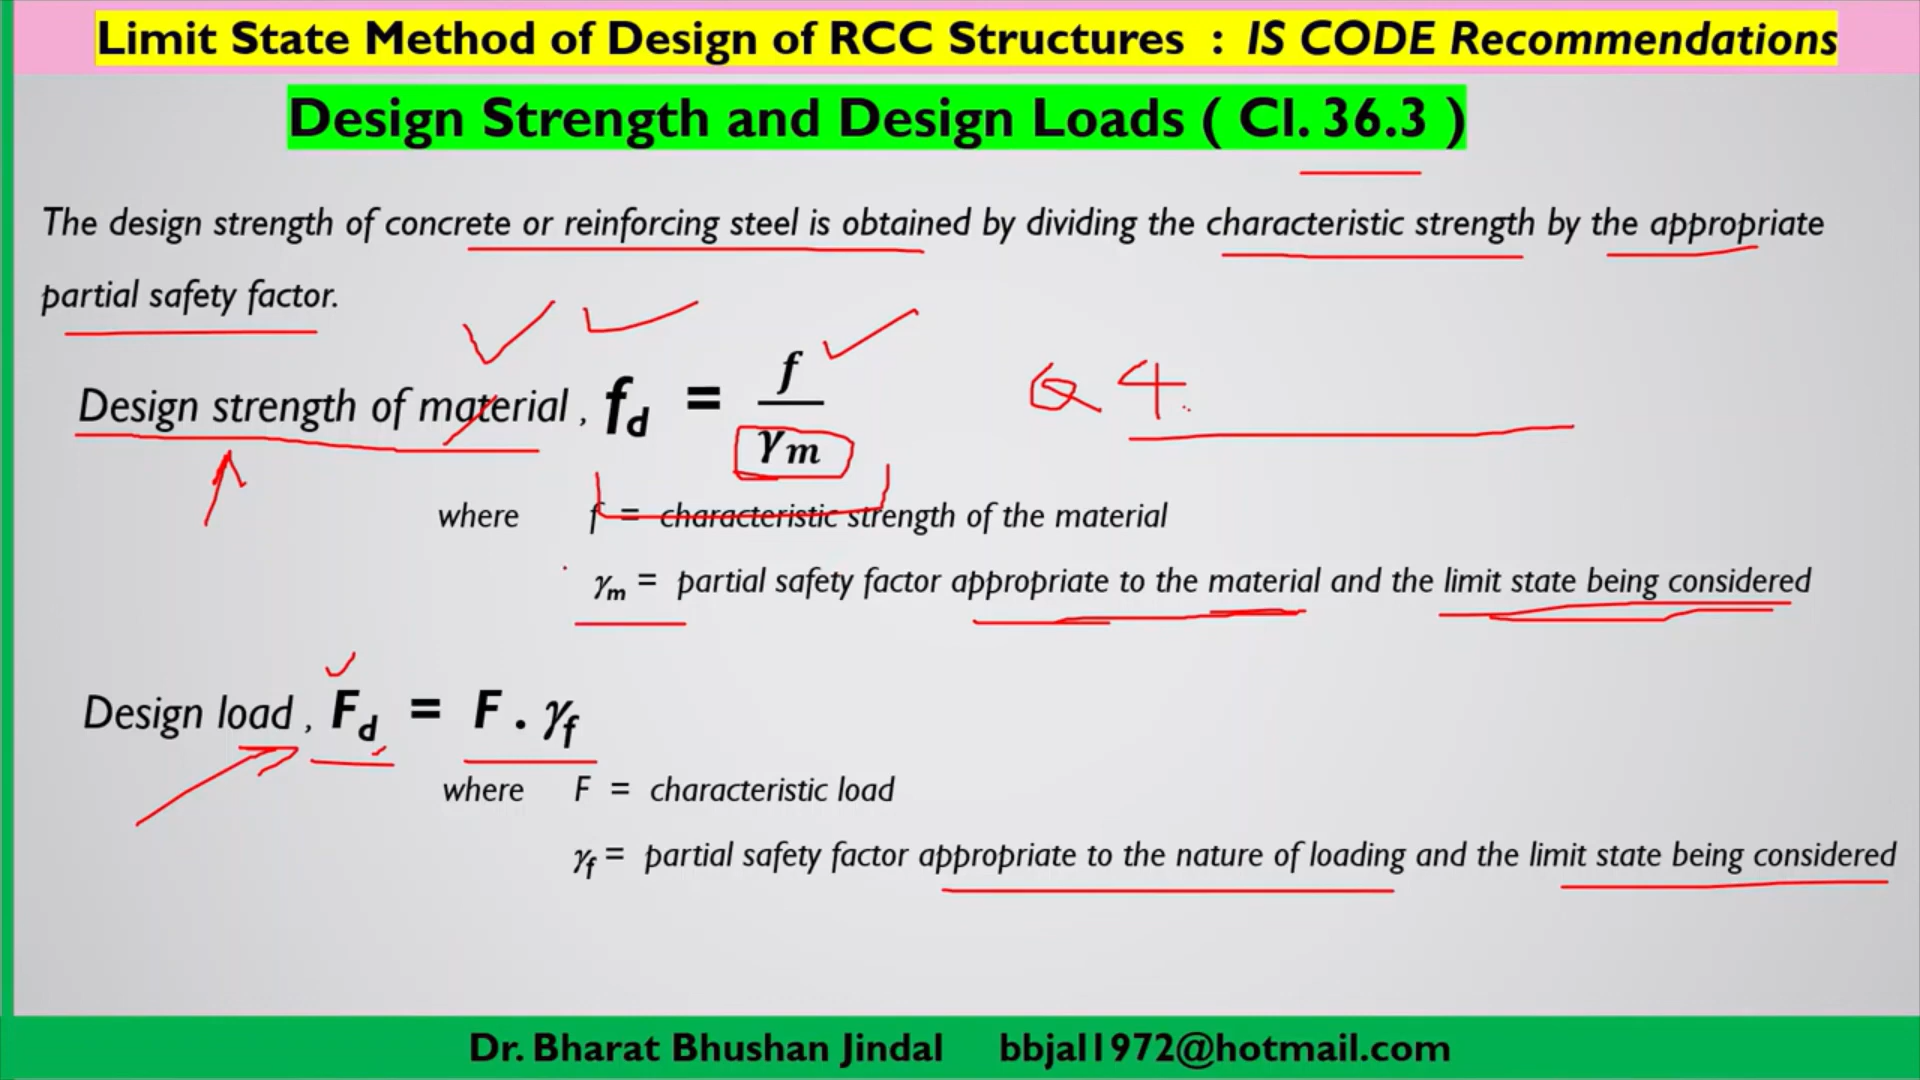 Limit State Method of Design of RCC Structures : IS CODE Recommendations
Design Strength and Design Loads ( Cl. 36.3 )
The design strength of concrete or reinforcing steel is obtained by dividing the characteristic strength by the appropriate
partial safety factor.
Design strength of material , fd = f / γm
Q 4.
where f = characteristic strength of the material
γm = partial safety factor appropriate to the material and the limit state being considered
Design load , Fd = F . γf
where F = characteristic load
γf = partial safety factor appropriate to the nature of loading and the limit state being considered
Dr. Bharat Bhushan Jindal bbjal1972@hotmail.com